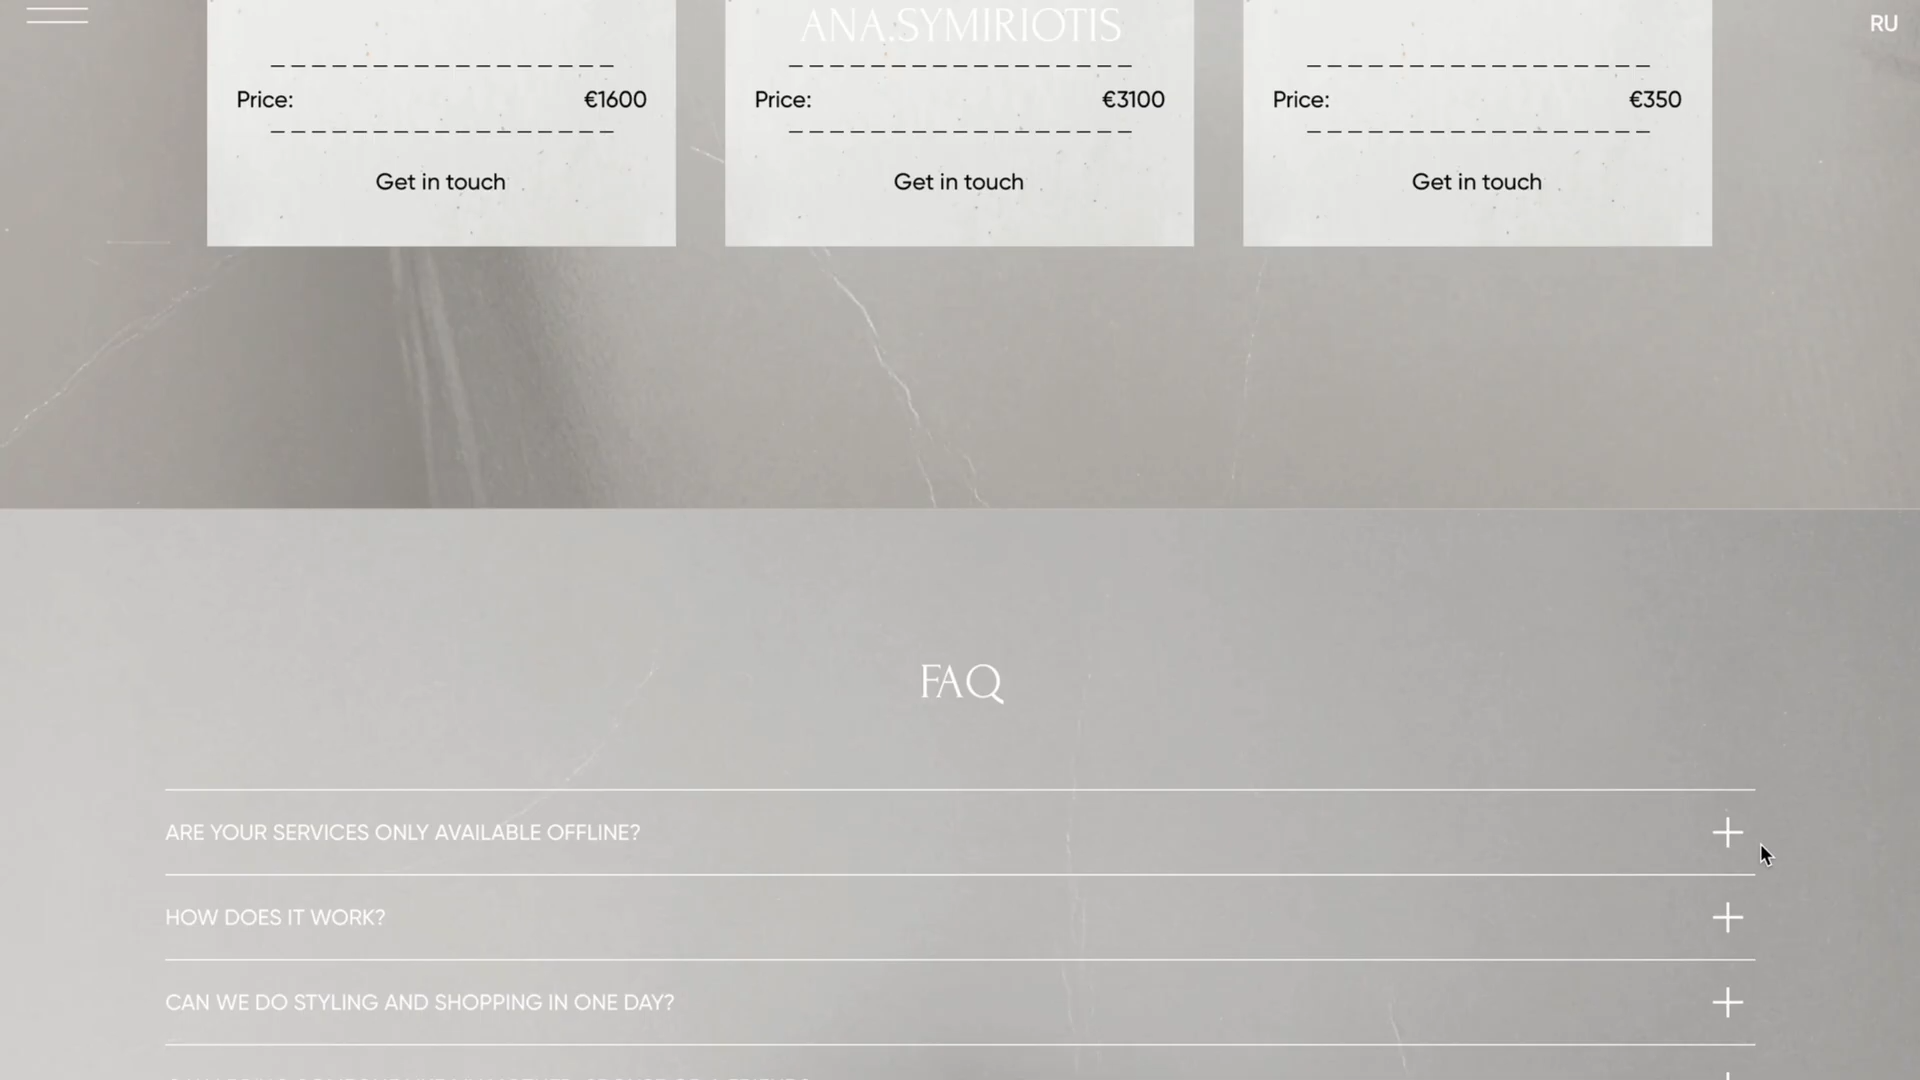 ANA.SYMIRIOTIS
RU
Price: €1600
Price: €3100
Price: €350
Get in touch
Get in touch
Get in touch
FAQ
ARE YOUR SERVICES ONLY AVAILABLE OFFLINE?
HOW DOES IT WORK?
CAN WE DO STYLING AND SHOPPING IN ONE DAY?